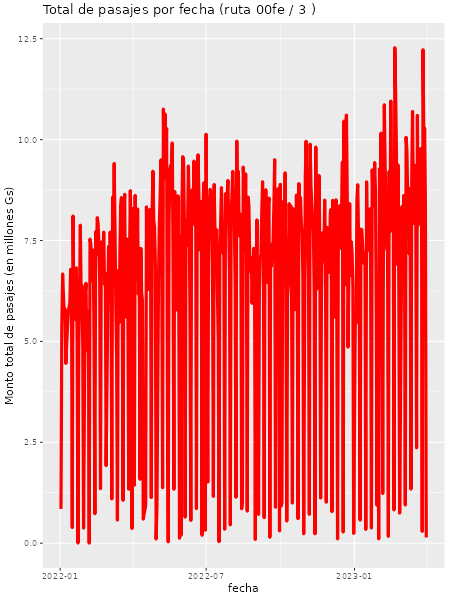 Total de pasajes por fecha (ruta 00fe / 3 )
Monto total de pasajes (en millones Gs)
12.5
10.0
7.5
5.0
2.5
0.0
2022-01 2022-07 2023-01
fecha